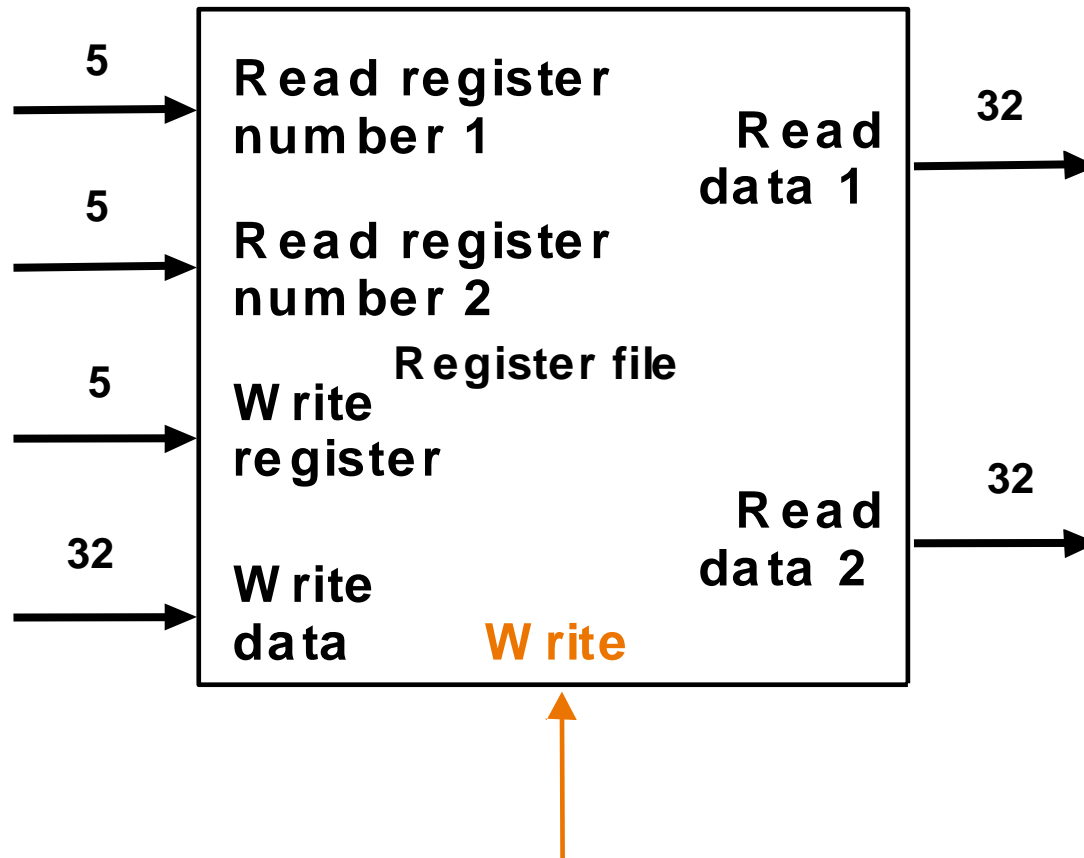 5
Read register
number 1
5
Read register
number 2
Register file
5
Write
register
32
Write
data
Write
32
Read
data 1
32
Read
data 2